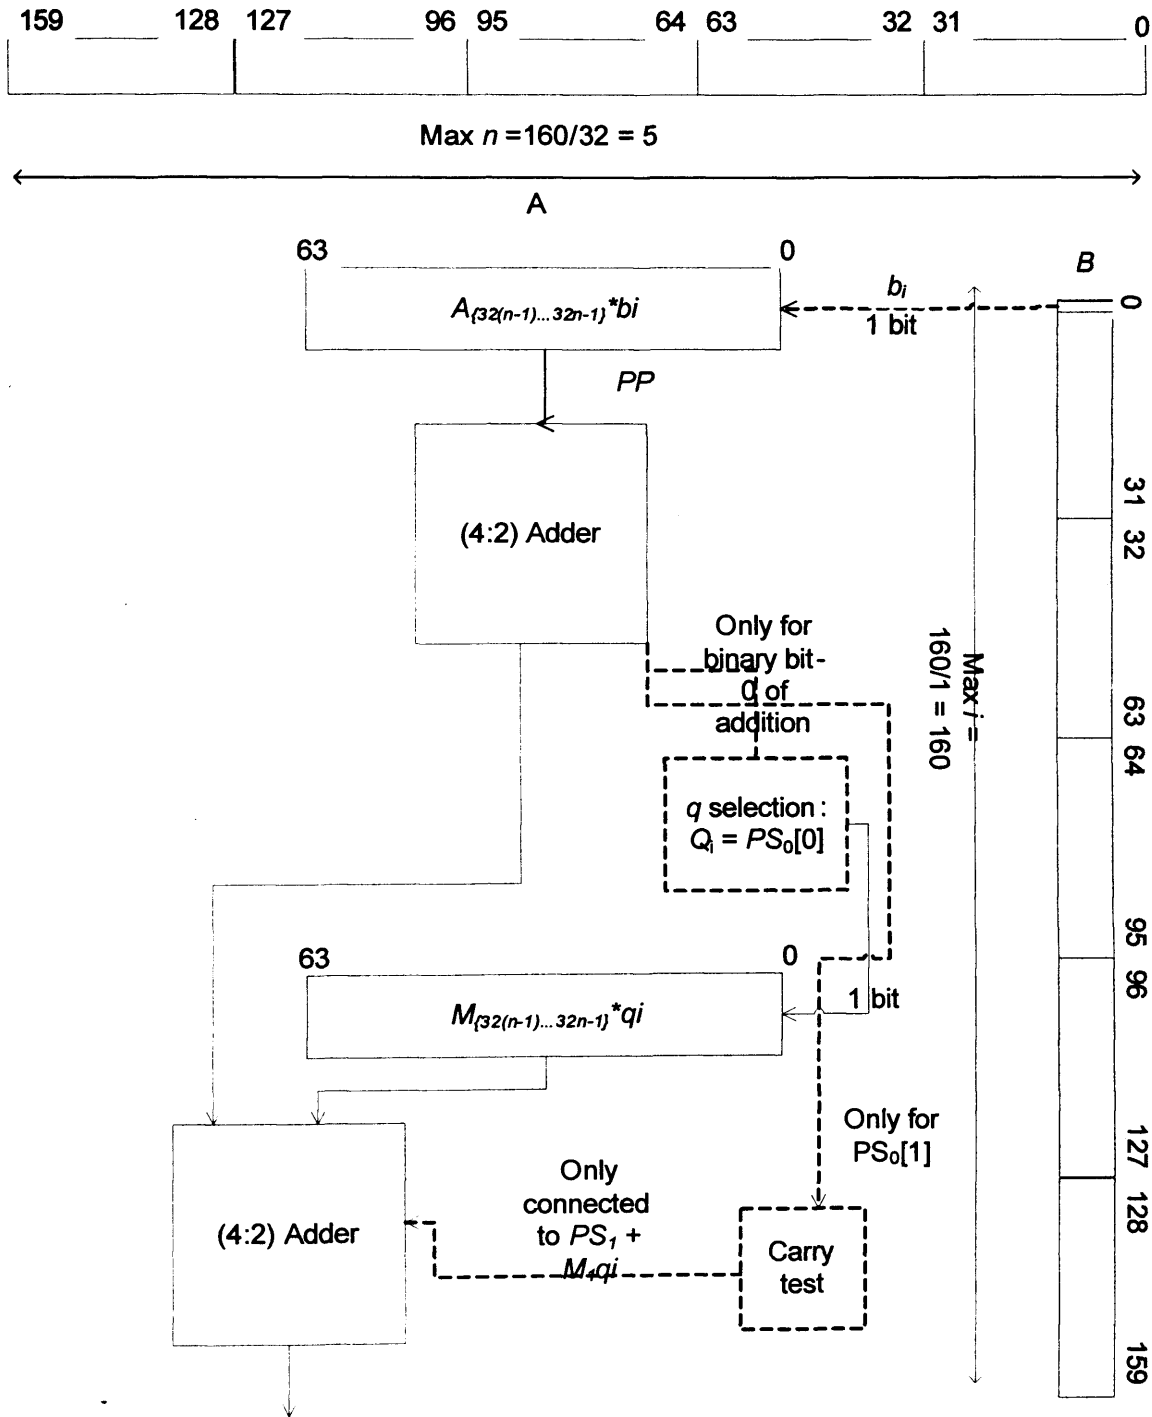 159 128 127 96 95 64 63 32 31 0
Max n =160/32 = 5
A
63 0
A{32(n-1)...32n-1}*bi
bi
1 bit
B
0
PP
(4:2) Adder
31
32
Only for
binary bit-
0 of
addition
Max i =
160/1 = 160
63
64
q selection :
Qi = PS0[0]
95
96
63 0
M{32(n-1)...32n-1}*qi
1 bit
Only for
PS0[1]
127
128
Only
connected
to PS1 +
(4:2) Adder
Carry
test
159